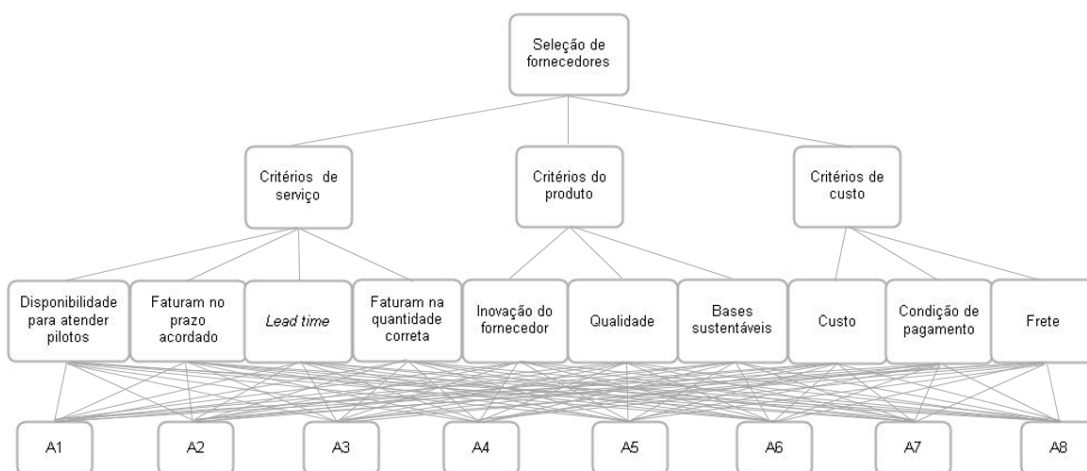 Seleção de
fornecedores
Critérios de
serviço
Critérios do
produto
Critérios de
custo
Disponibilidade
para atender
pilotos
Faturam no
prazo
acordado
Lead time
Faturam na
quantidade
correta
Inovação do
fornecedor
Qualidade
Bases
sustentáveis
Custo
Condição de
pagamento
Frete
A1
A2
A3
A4
A5
A6
A7
A8